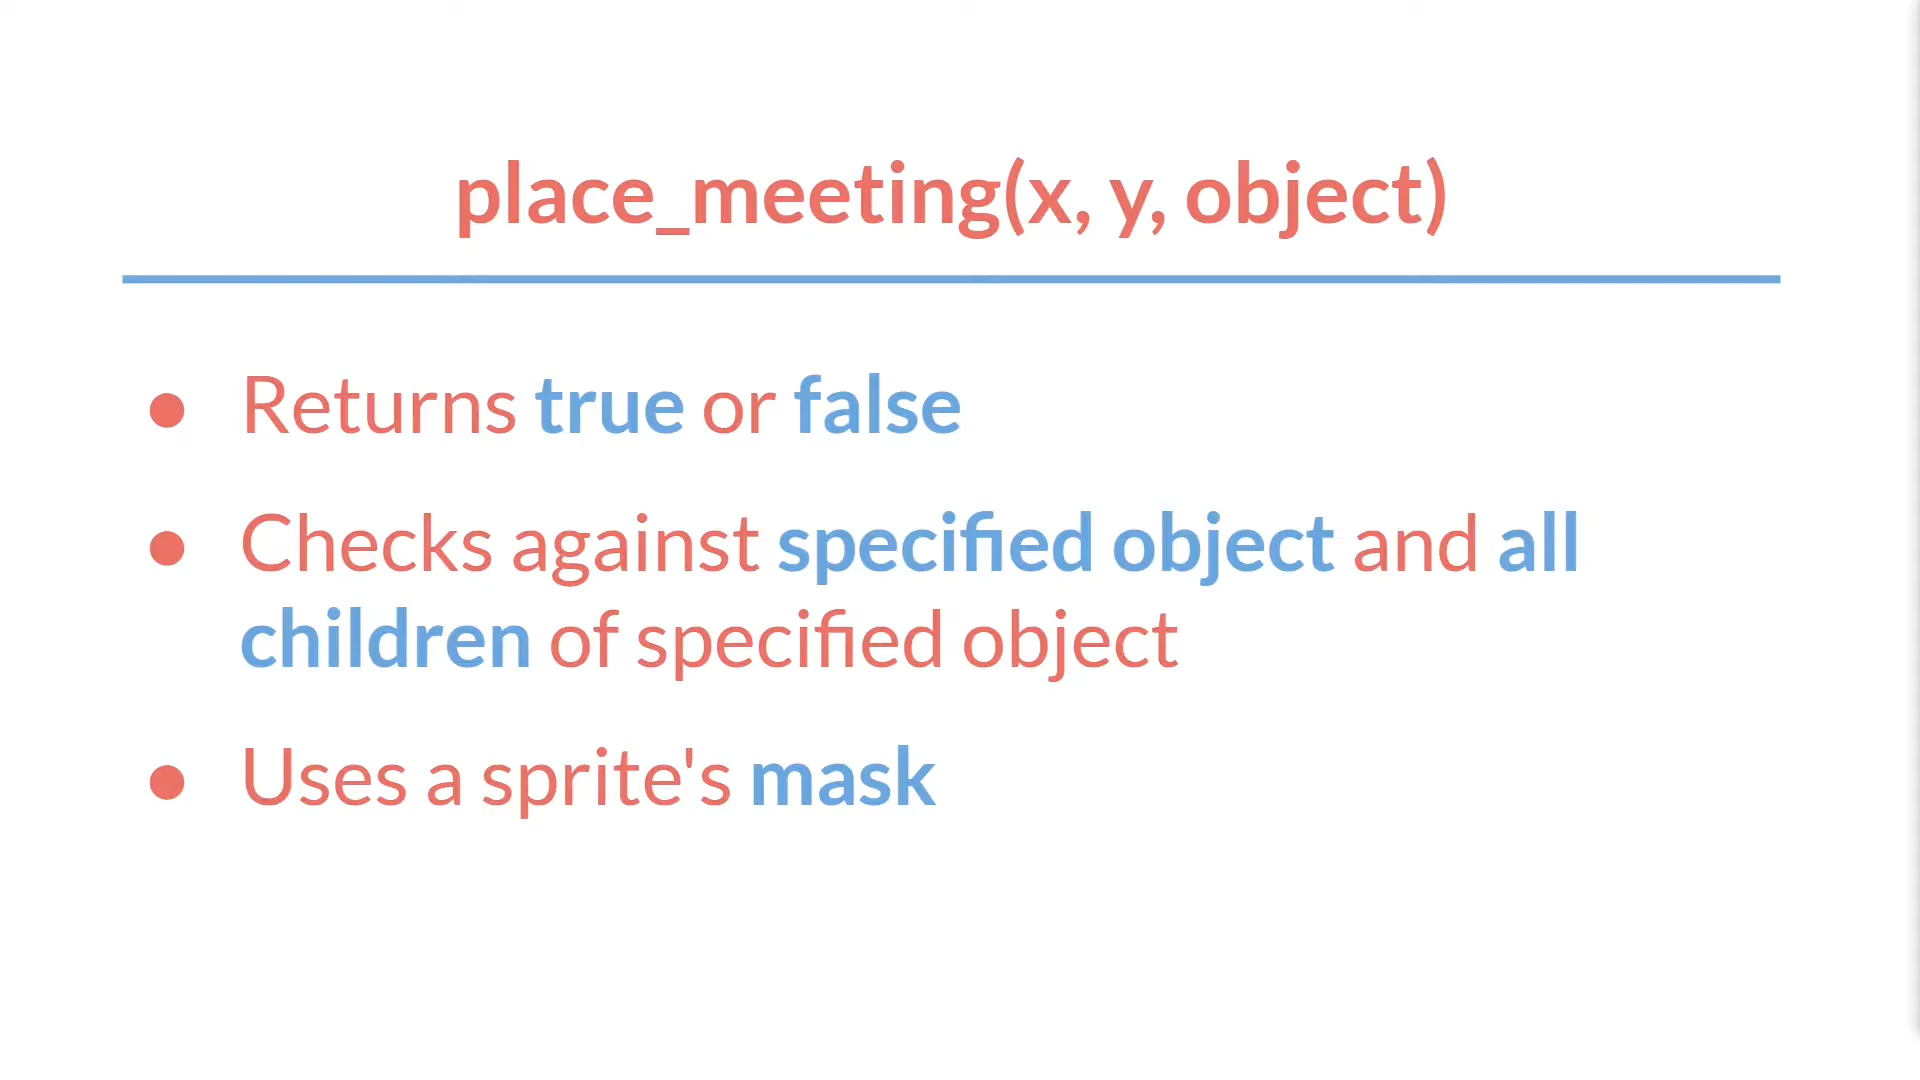 place_meeting(x, y, object)
● Returns true or false
● Checks against specified object and all
children of specified object
● Uses a sprite's mask